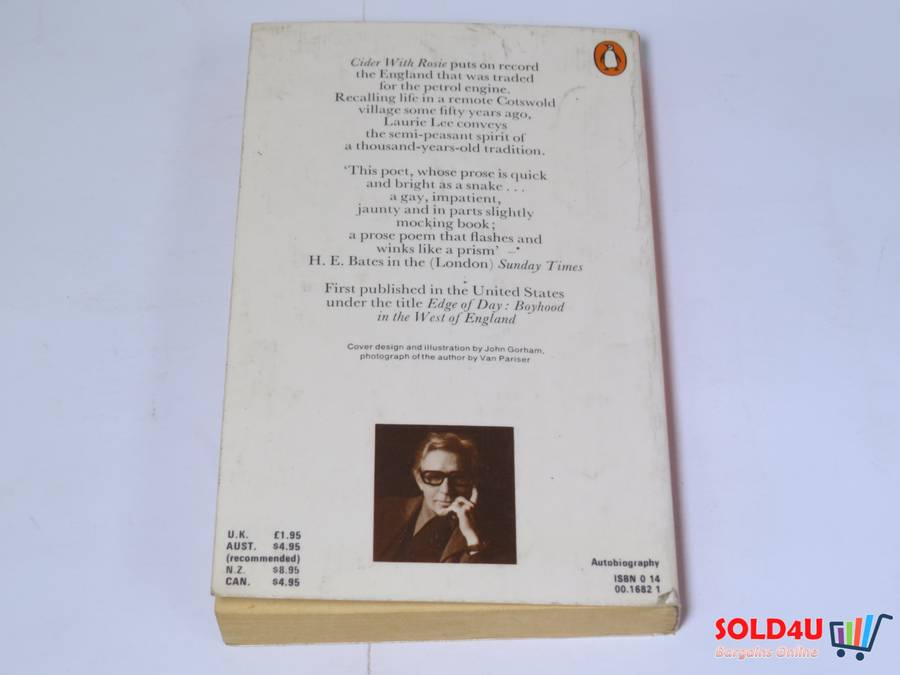 Cider With Rosie puts on record
the England that was traded
for the petrol engine.
Recalling life in a remote Cotswold
village some fifty years ago,
Laurie Lee conveys
the semi-peasant spirit of
a thousand-years-old tradition.
'This poet, whose prose is quick
and bright as a snake . . .
a gay, impatient,
jaunty and in parts slightly
mocking book;
a prose poem that flashes and
winks like a prism' –
H. E. Bates in the (London) Sunday Times
First published in the United States
under the title Edge of Day : Boyhood
in the West of England
Cover design and illustration by John Gorham,
photograph of the author by Van Pariser
U.K. £1.95
AUST. $4.95
(recommended)
N.Z. $8.95
CAN. $4.95
Autobiography
ISBN 0 14
00.1682 1
SOLD4U
Bargains Online